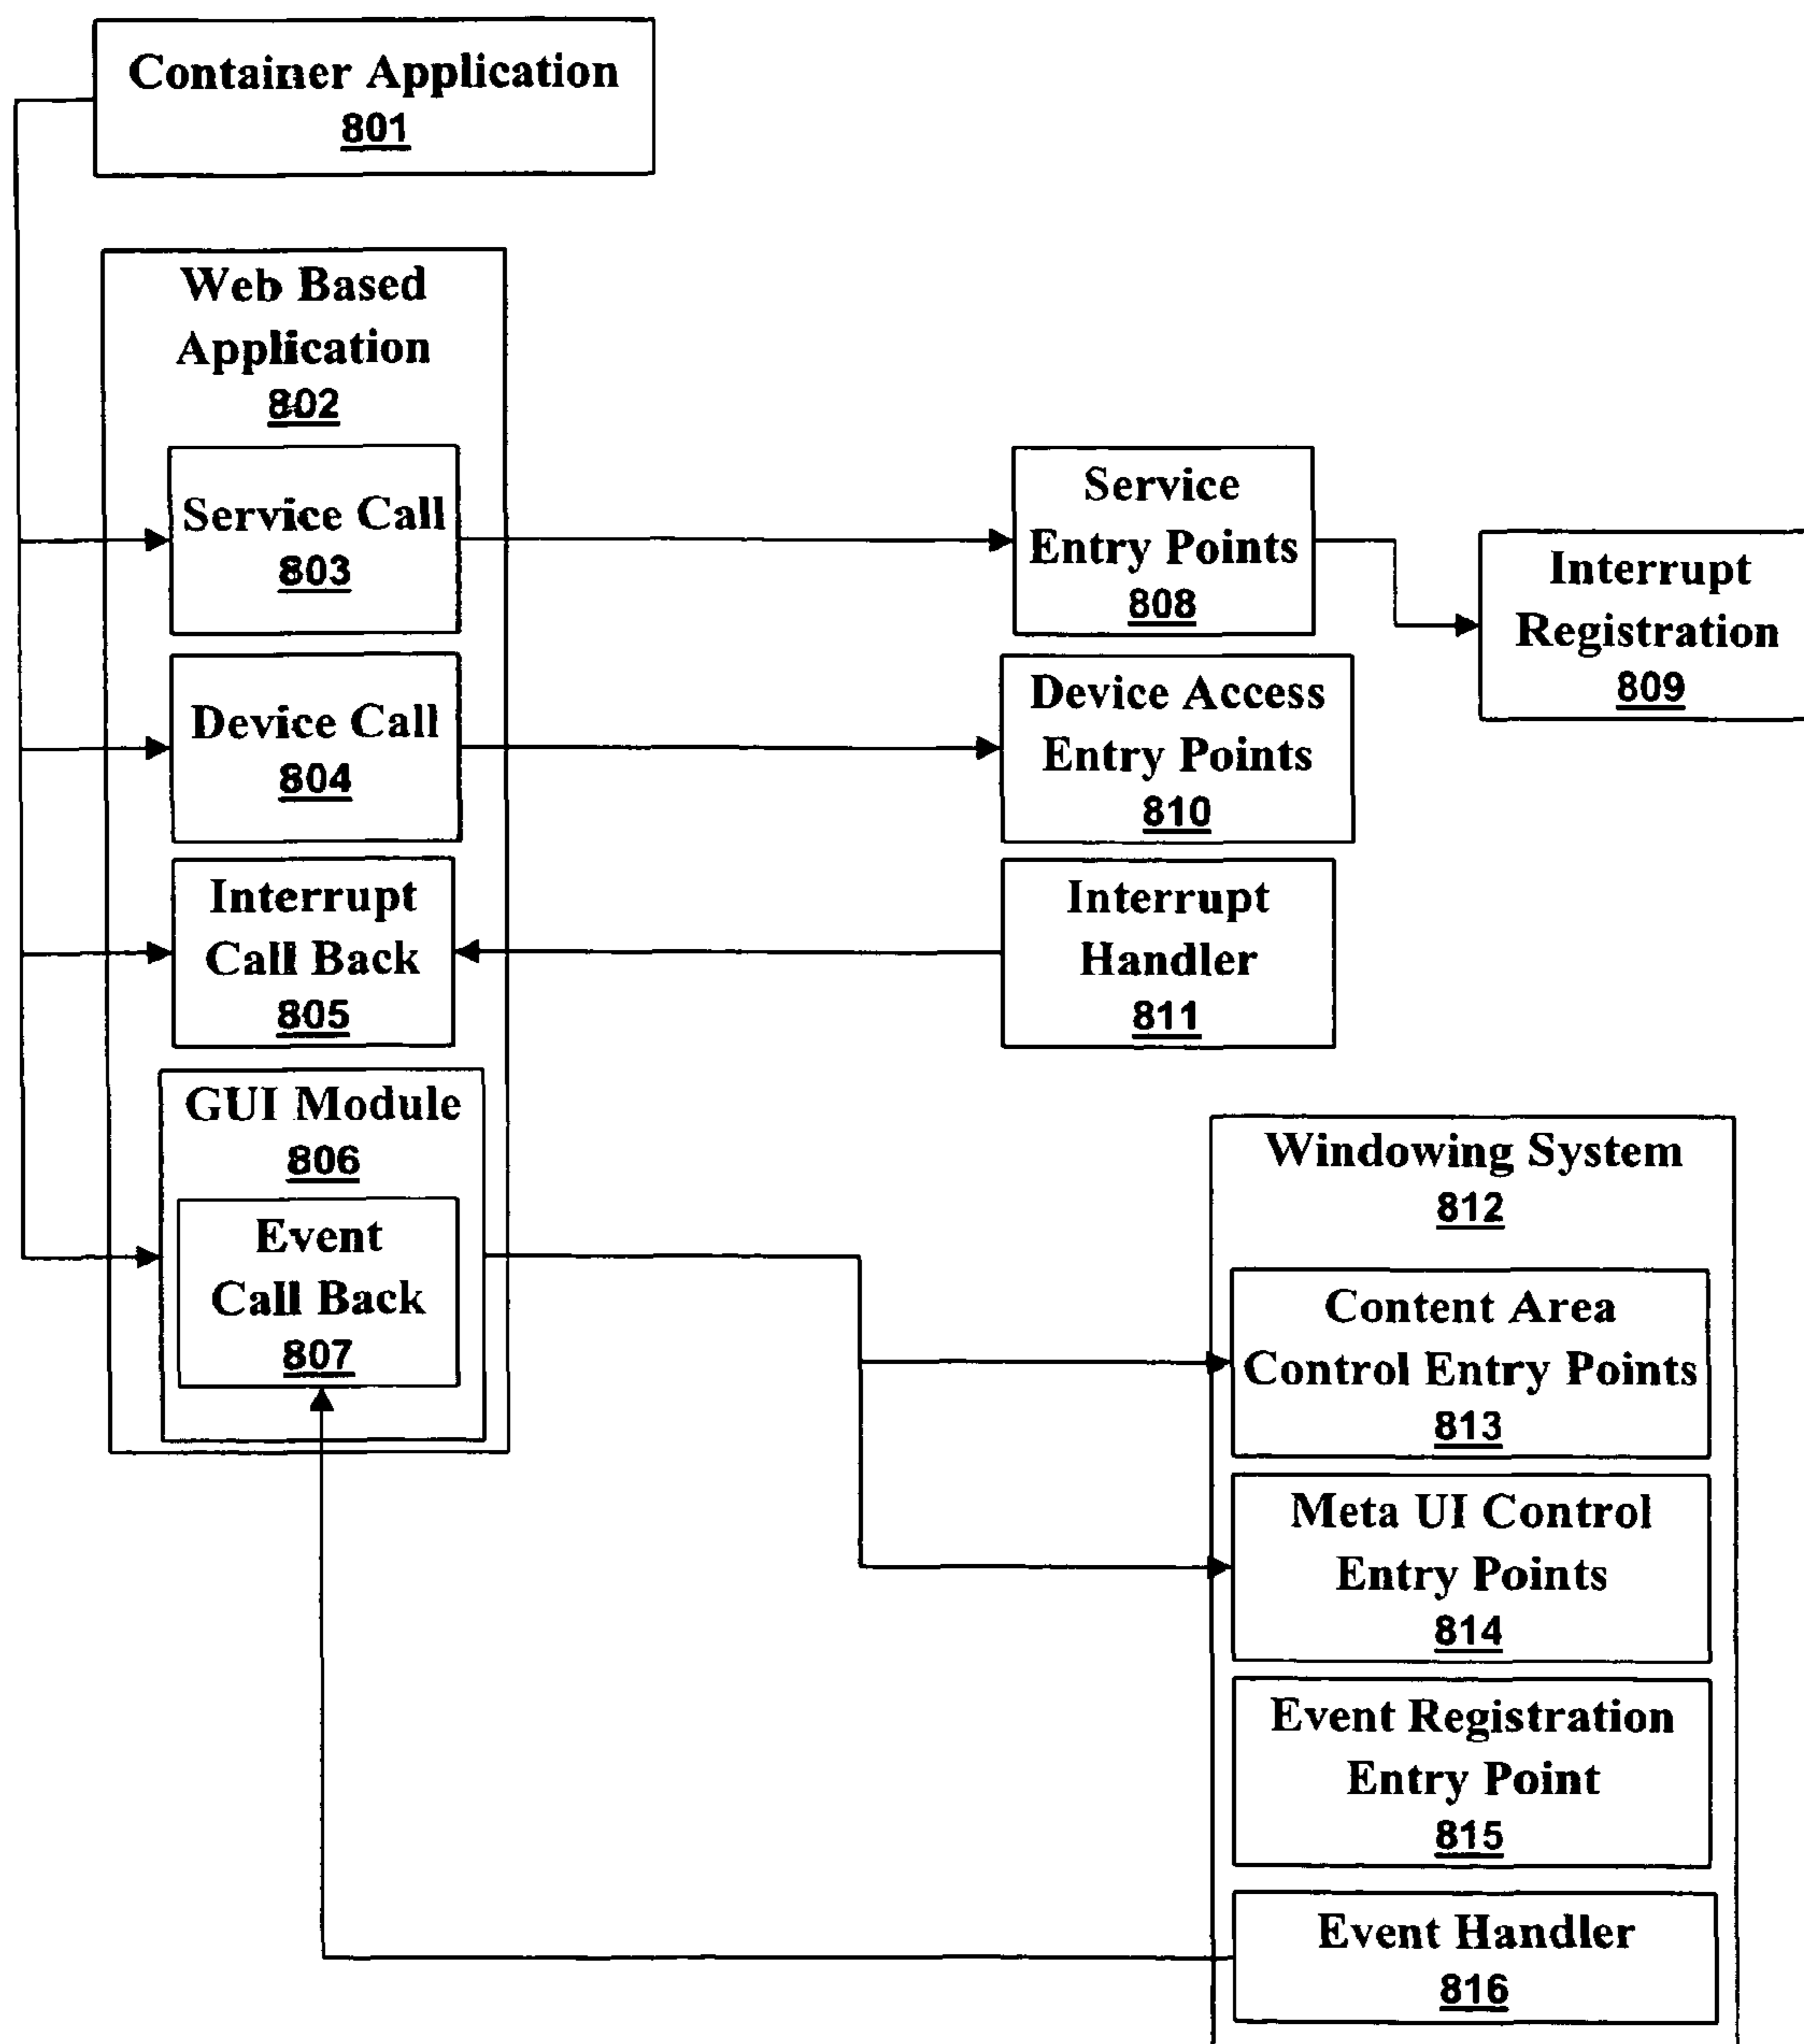 Container Application
801
Web Based
Application
802
Service Call
803
Device Call
804
Interrupt
Call Back
805
GUI Module
806
Event
Call Back
807
Service
Entry Points
808
Interrupt
Registration
809
Device Access
Entry Points
810
Interrupt
Handler
811
Windowing System
812
Content Area
Control Entry Points
813
Meta UI Control
Entry Points
814
Event Registration
Entry Point
815
Event Handler
816